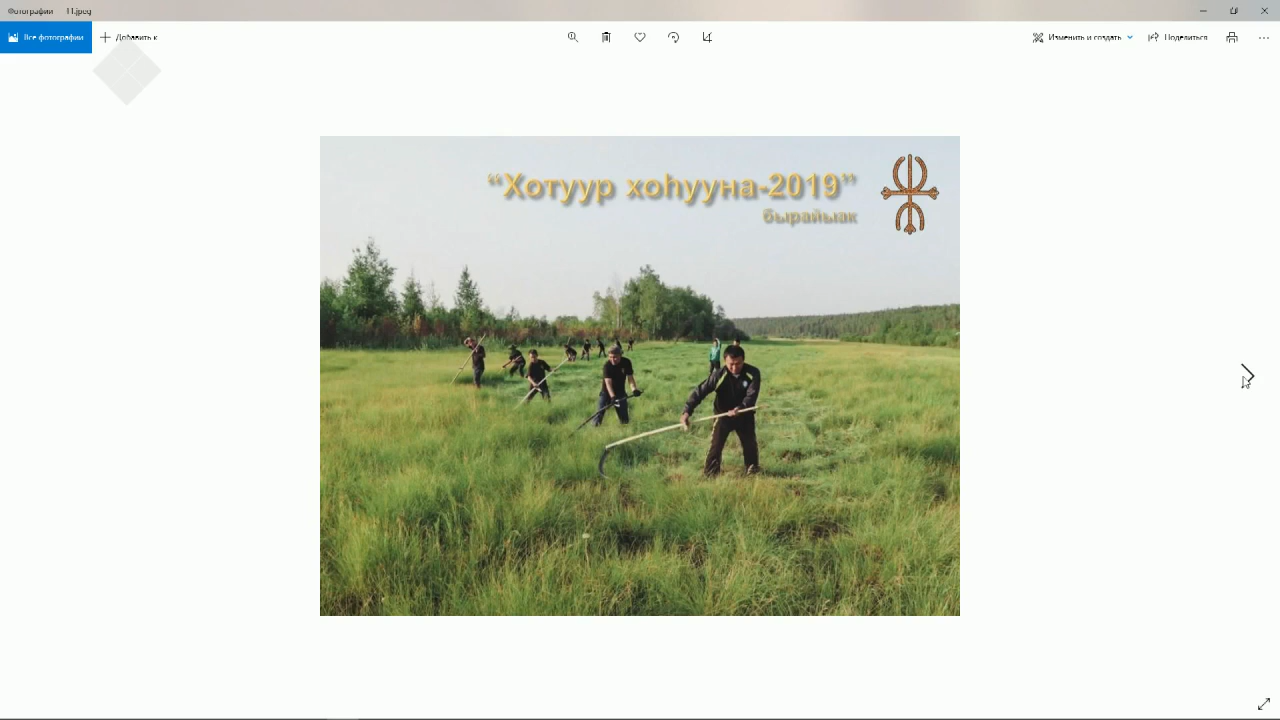 Фотографии 11.jpeg
Все фотографии
Добавить к
Изменить и создать
Поделиться
“Хотуур хоһууна-2019”
бырайыак